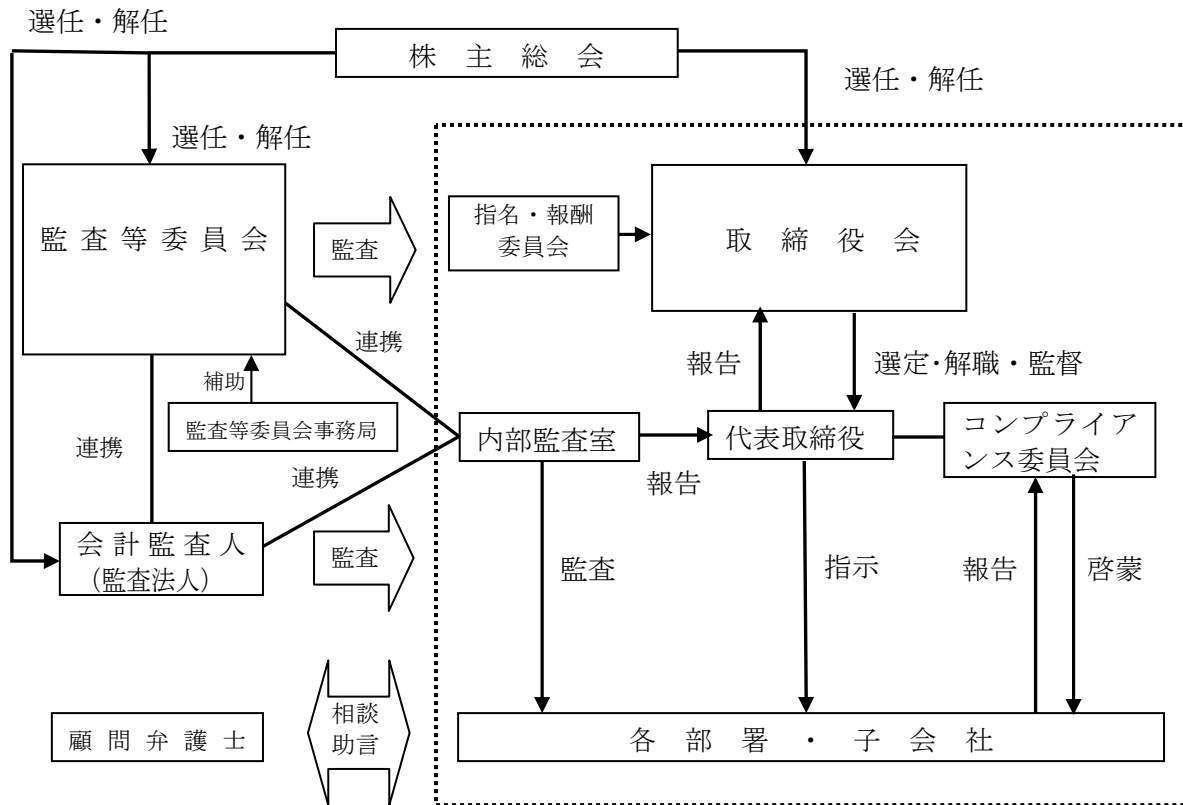 選任・解任
株主総会
選任・解任
選任・解任
監査等委員会
監査
指名・報酬
委員会
取締役会
連携
補助
監査等委員会事務局
報告
選定・解職・監督
連携
連携
内部監査室
報告
代表取締役
コンプライア
ンス委員会
会計監査人
（監査法人）
監査
監査
指示
報告
啓蒙
顧問弁護士
相談
助言
各部署・子会社